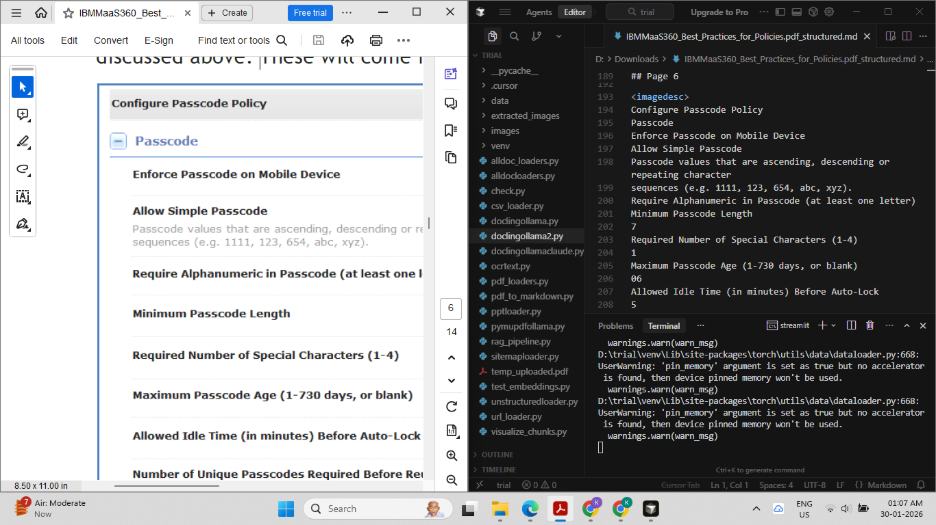 IBMMaaS360_Best_...
Create
Free trial
All tools
Edit
Convert
E-Sign
Find text or tools
discussed above. These will come
Configure Passcode Policy
Passcode
Enforce Passcode on Mobile Device
Allow Simple Passcode
Passcode values that are ascending, descending or re
sequences (e.g. 1111, 123, 654, abc, xyz).
Require Alphanumeric in Passcode (at least one l
Minimum Passcode Length
Required Number of Special Characters (1-4)
Maximum Passcode Age (1-730 days, or blank)
Allowed Idle Time (in minutes) Before Auto-Lock
Number of Unique Passcodes Required Before Reu
6
14
8.50 x 11.00 in
Agents
Editor
trial
Upgrade to Pro
TRIAL
__pycache__
.cursor
data
extracted_images
images
venv
alldoc_loaders.py
alldocloaders.py
check.py
csv_loader.py
doclingollama.py
doclingollama2.py
doclingollamaclaude.py
ocrtext.py
pdf_loaders.py
pdf_to_markdown.py
pptloader.py
pymupdfollama.py
rag_pipeline.py
sitemaploader.py
temp_uploaded.pdf
test_embeddings.py
unstructuredloader.py
url_loader.py
visualize_chunks.py
OUTLINE
TIMELINE
IBMMaaS360_Best_Practices_for_Policies.pdf_structured.md
D: > Downloads > IBMMaaS360_Best_Practices_for_Policies.pdf_structured.md > ...
189 ## Page 6
192
193 <imagedesc>
194 Configure Passcode Policy
195 Passcode
196 Enforce Passcode on Mobile Device
197 Allow Simple Passcode
198 Passcode values that are ascending, descending or
repeating character
199 sequences (e.g. 1111, 123, 654, abc, xyz).
200 Require Alphanumeric in Passcode (at least one letter)
201 Minimum Passcode Length
202 7
203 Required Number of Special Characters (1-4)
204 1
205 Maximum Passcode Age (1-730 days, or blank)
206 06
207 Allowed Idle Time (in minutes) Before Auto-Lock
208 5
Problems
Terminal
streamlit
warnings.warn(warn_msg)
D:\trial\venv\Lib\site-packages\torch\utils\data\dataloader.py:668:
UserWarning: 'pin_memory' argument is set as true but no accelerator
is found, then device pinned memory won't be used.
warnings.warn(warn_msg)
D:\trial\venv\Lib\site-packages\torch\utils\data\dataloader.py:668:
UserWarning: 'pin_memory' argument is set as true but no accelerator
is found, then device pinned memory won't be used.
warnings.warn(warn_msg)
Ctrl+K to generate command
trial
0
0
Cursor Tab
Ln 1, Col 1
Spaces: 4
UTF-8
LF
Markdown
7
Air: Moderate
Now
Search
ENG
US
01:07 AM
30-01-2026